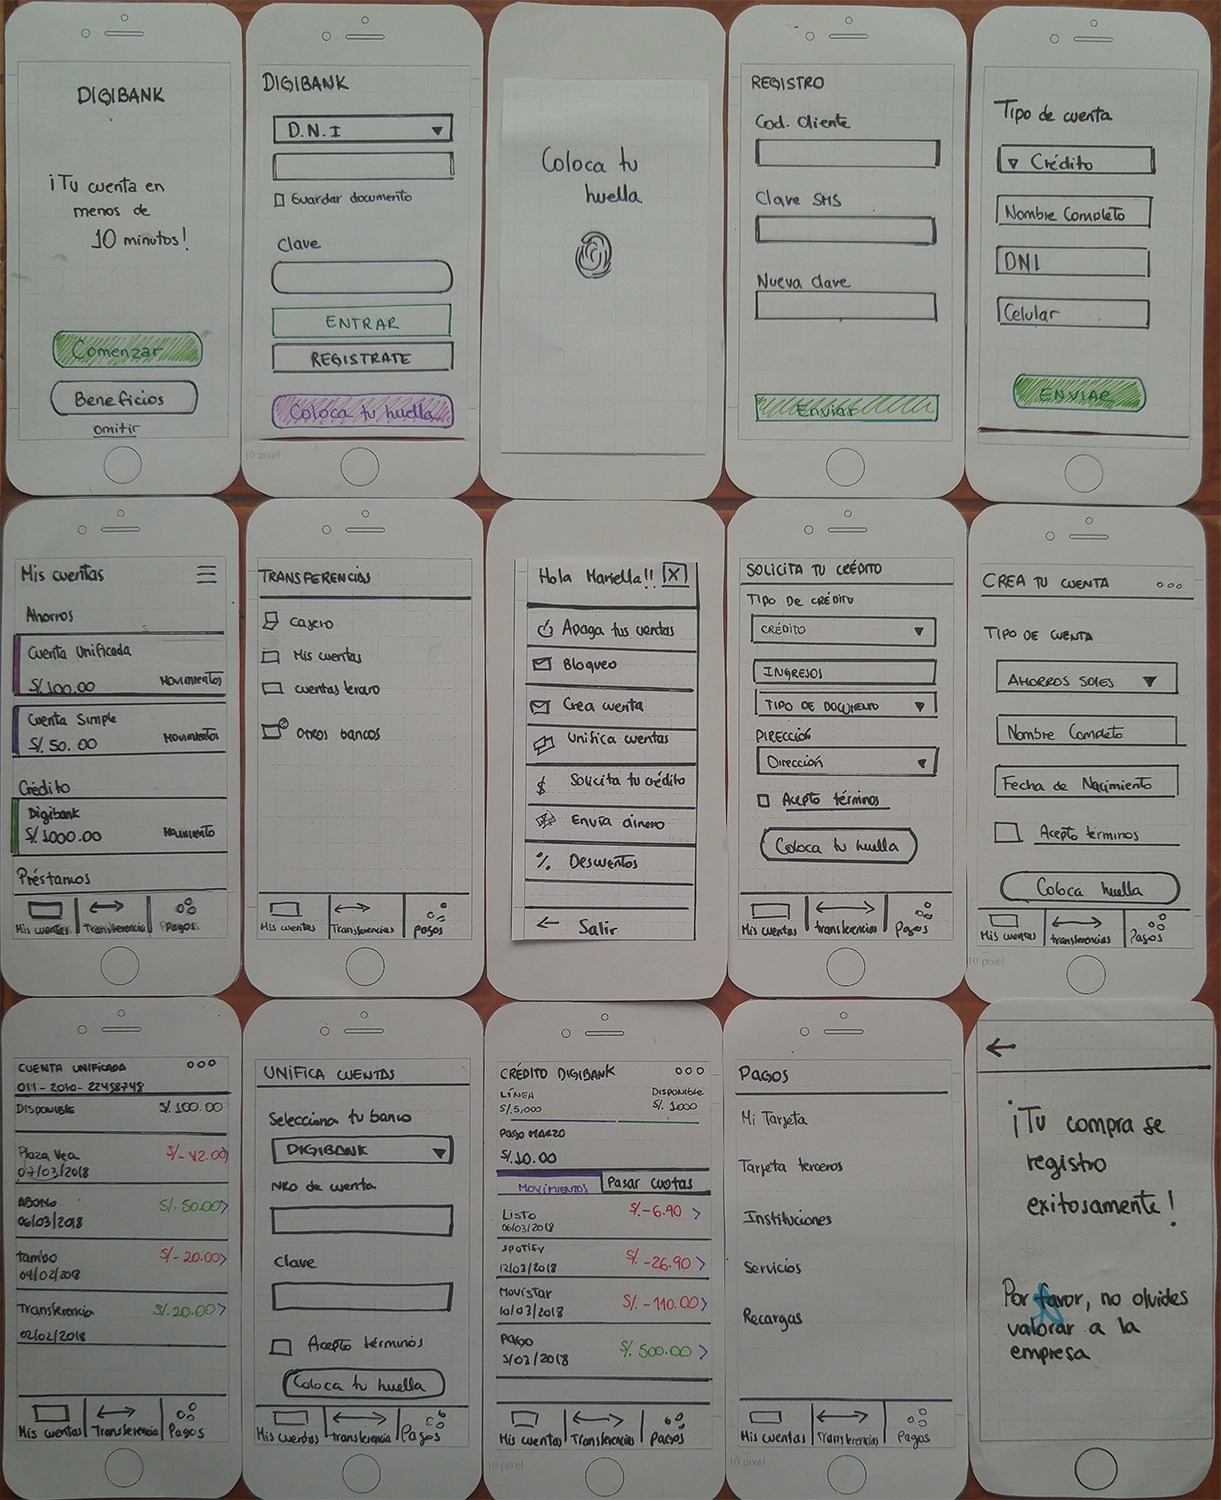 DIGIBANK
¡Tu cuenta en
menos de
10 minutos!
Comenzar
Beneficios
omitir
DIGIBANK
D.N.I
Guardar documento
Clave
ENTRAR
REGISTRATE
Coloca tu huella
10 pixel
Coloca tu
huella
REGISTRO
Cod. Cliente
Clave SMS
Nueva clave
Enviar
Tipo de cuenta
Crédito
Nombre Completo
DNI
Celular
ENVIAR
Mis cuentas
Ahorros
Cuenta Unificada
S/.100.00 Movimientos
Cuenta Simple
S/. 50.00 Movimientos
Crédito
Digibank
S/.1000.00 Movimiento
Préstamos
Mis cuentas Transferencia Pagos
TRANSFERENCIAS
Cajero
Mis cuentas
cuentas tercero
Otros bancos
Mis cuentas Transferencias Pagos
Hola Mariella!! X
Apaga tus cuentas
Bloqueo
Crea cuenta
Unifica cuentas
$ Solicita tu crédito
Envia dinero
% Descuentos
← Salir
SOLICITA TU CRÉDITO
TIPO DE CRÉDITO
CRÉDITO
INGRESOS
TIPO DE DOCUMENTO
DIRECCIÓN
Dirección
Acepto términos
Coloca tu huella
Mis cuentas transferencias Pagos
CREA TU CUENTA
TIPO DE CUENTA
AHORROS SOLES
Nombre Completo
Fecha de Nacimiento
Acepto terminos
Coloca huella
Mis cuentas transferencias Pagos
10 pixel
CUENTA UNIFICADA
011-2010-22458748
DISPONIBLE S/.100.00
Plaza Vea S/-42.00
07/03/2018
ABONO S/.50.00>
06/03/2018
tambo S/-20.00>
04/02/2018
Transferencia S/.20.00>
02/02/2018
Mis cuentas Transferencia Pagos
UNIFICA CUENTAS
Selecciona tu banco
DIGIBANK
NRO de cuenta
Clave
Acepto términos
Coloca tu huella
Mis cuentas transferencia Pagos
CRÉDITO DIGIBANK
LÍNEA DISPONIBLE
S/.5,000 S/. 1000
PAGO MARZO
S/.10.00
MOVIMIENTOS Pasar cuotas
LISTO S/.-6.90 >
06/03/2018
SPOTIFY S/. -26.90 >
12/03/2018
Movistar S/. -110.00>
10/03/2018
PAGO S/. 500.00 >
5/03/2018
Mis cuentas Transferencias PAGOS
10 pixel
PAGOS
Mi Tarjeta
Tarjeta terceros
Instituciones
Servicios
Recargas
Mis cuentas Transferencias Pagos
10 pixel
←
¡Tu compra se
registro
exitosamente!
Por favor, no olvides
valorar a la
empresa